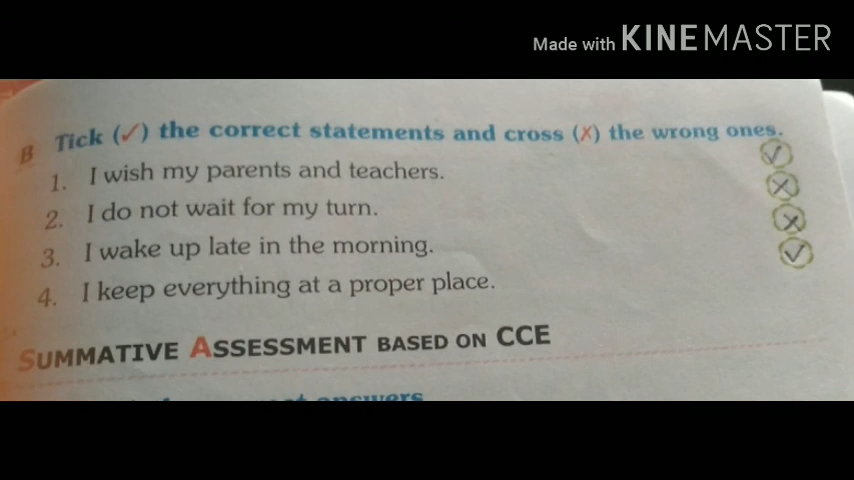 Made with KINEMASTER
B Tick (✓) the correct statements and cross (✗) the wrong ones.
1. I wish my parents and teachers. ✓
2. I do not wait for my turn. ✗
3. I wake up late in the morning. ✗
4. I keep everything at a proper place. ✓
SUMMATIVE ASSESSMENT BASED ON CCE
answers